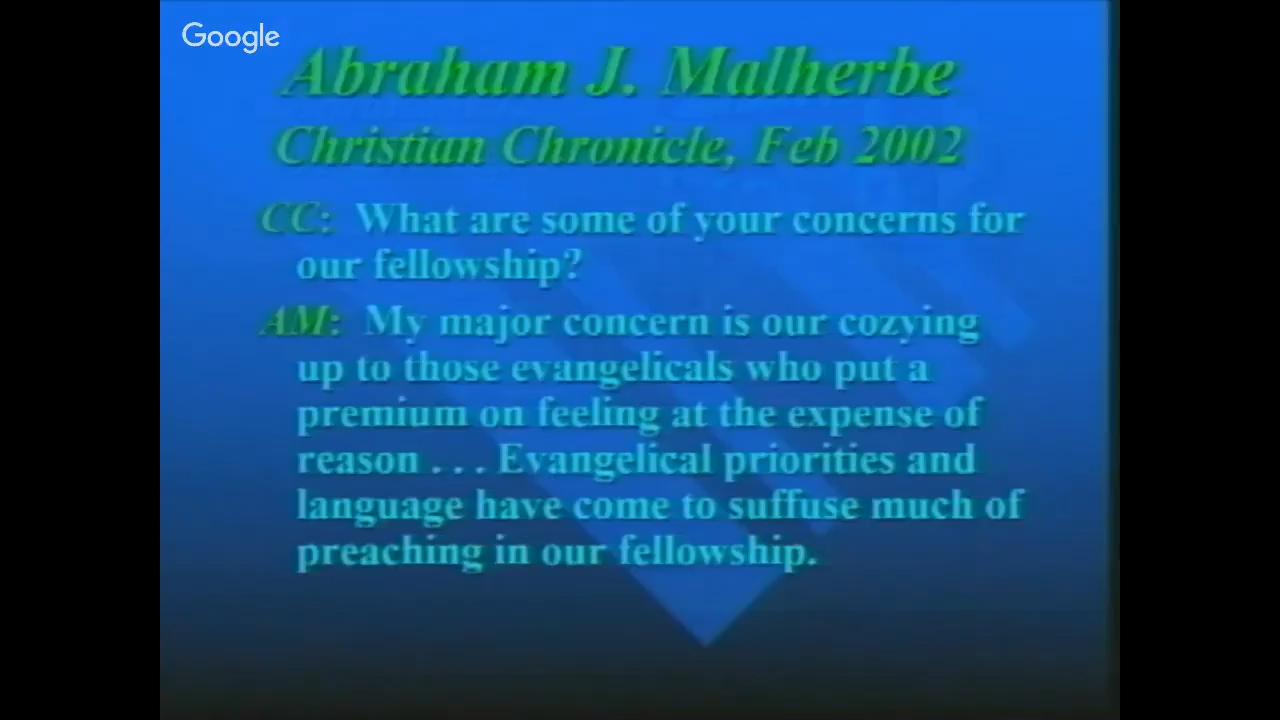 Google
Abraham J. Malherbe
Christian Chronicle, Feb 2002
CC: What are some of your concerns for
our fellowship?
AM: My major concern is our cozying
up to those evangelicals who put a
premium on feeling at the expense of
reason . . . Evangelical priorities and
language have come to suffuse much of
preaching in our fellowship.